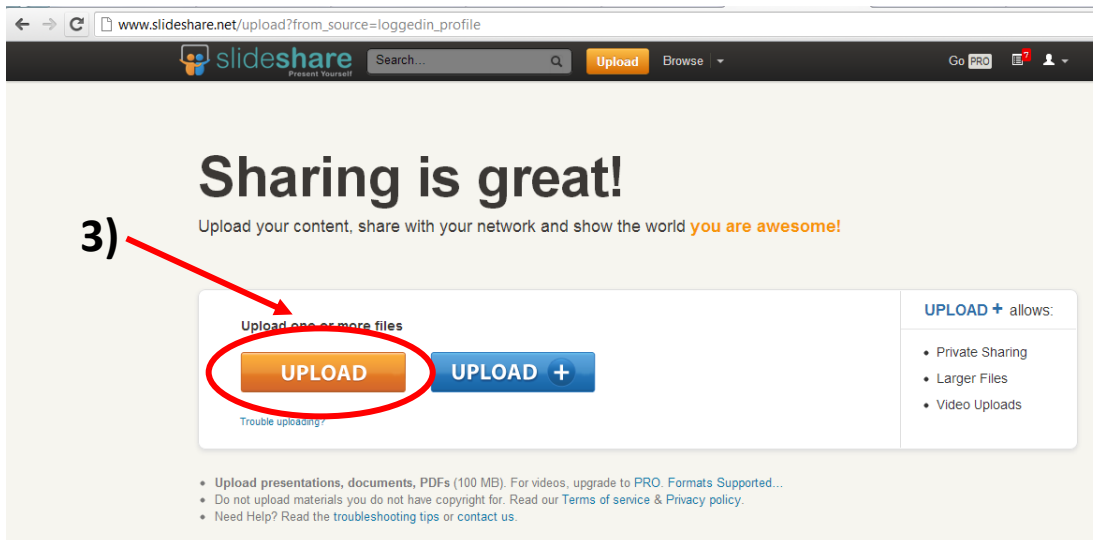 www.slideshare.net/upload?from_source=loggedin_profile
slideshare
Present Yourself
Search...
Upload
Browse
Go PRO
7
Sharing is great!
Upload your content, share with your network and show the world you are awesome!
3)
Upload one or more files
UPLOAD
UPLOAD +
Trouble uploading?
UPLOAD + allows:
• Private Sharing
• Larger Files
• Video Uploads
• Upload presentations, documents, PDFs (100 MB). For videos, upgrade to PRO. Formats Supported...
• Do not upload materials you do not have copyright for. Read our Terms of service & Privacy policy.
• Need Help? Read the troubleshooting tips or contact us.